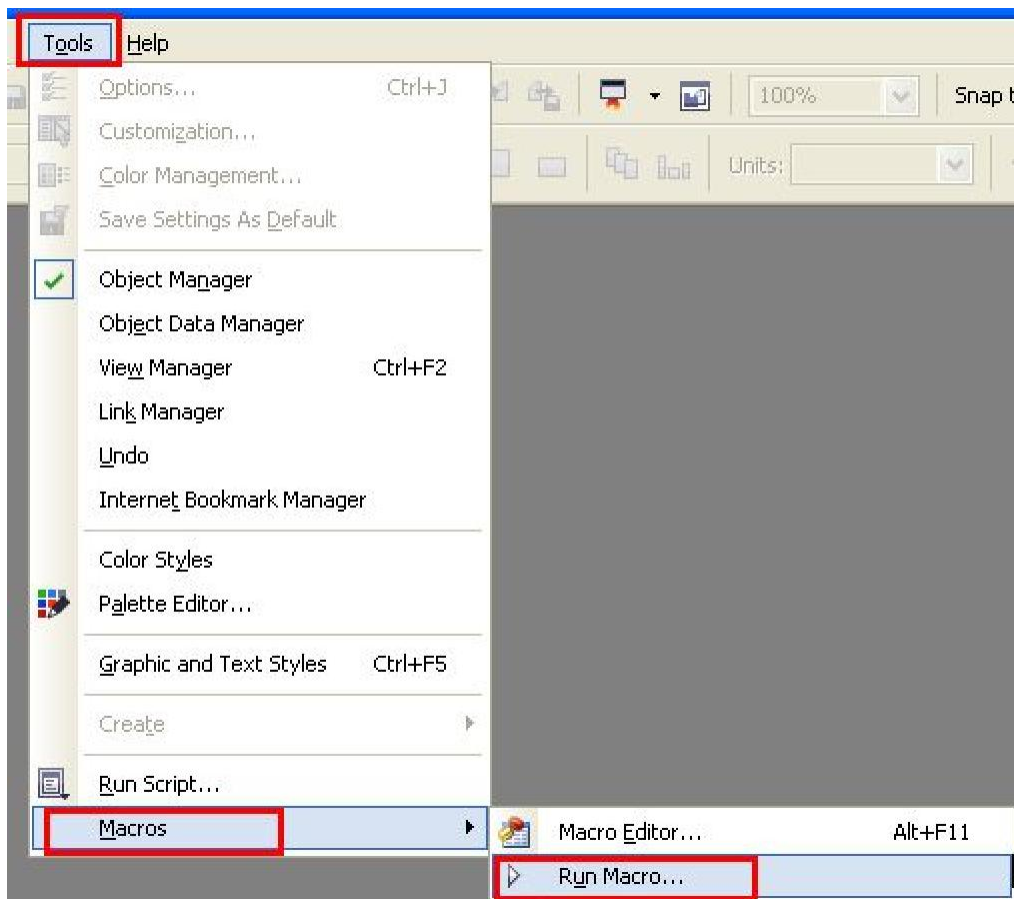 Tools Help
Options... Ctrl+J
Customization...
Color Management...
Save Settings As Default
Object Manager
Object Data Manager
View Manager Ctrl+F2
Link Manager
Undo
Internet Bookmark Manager
Color Styles
Palette Editor...
Graphic and Text Styles Ctrl+F5
Create
Run Script...
Macros
100% Snap t
Units:
Macro Editor... Alt+F11
Run Macro...